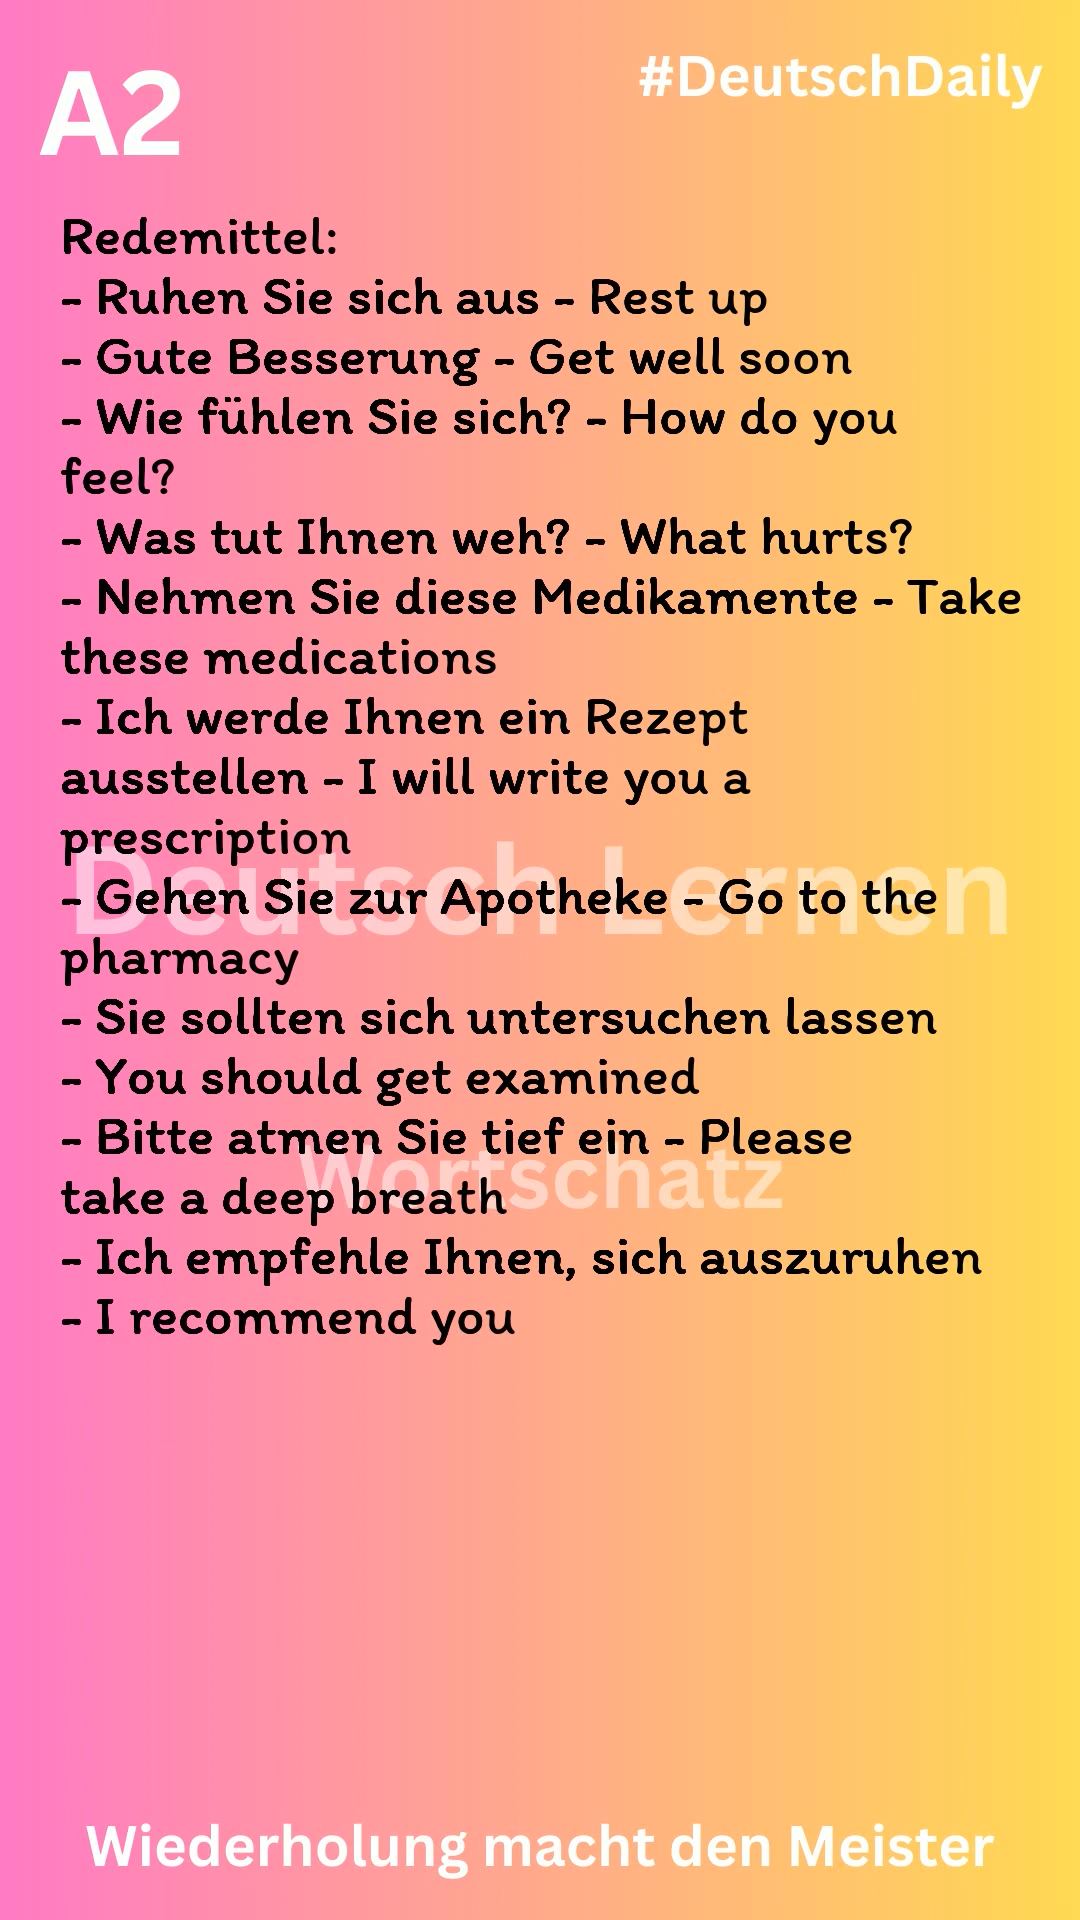 A2
#DeutschDaily
Redemittel:
- Ruhen Sie sich aus - Rest up
- Gute Besserung - Get well soon
- Wie fühlen Sie sich? - How do you
feel?
- Was tut Ihnen weh? - What hurts?
- Nehmen Sie diese Medikamente - Take
these medications
- Ich werde Ihnen ein Rezept
ausstellen - I will write you a
prescription
Deutsch Lernen
- Gehen Sie zur Apotheke - Go to the
pharmacy
- Sie sollten sich untersuchen lassen
- You should get examined
- Bitte atmen Sie tief ein - Please
Wortschatz
take a deep breath
- Ich empfehle Ihnen, sich auszuruhen
- I recommend you
Wiederholung macht den Meister